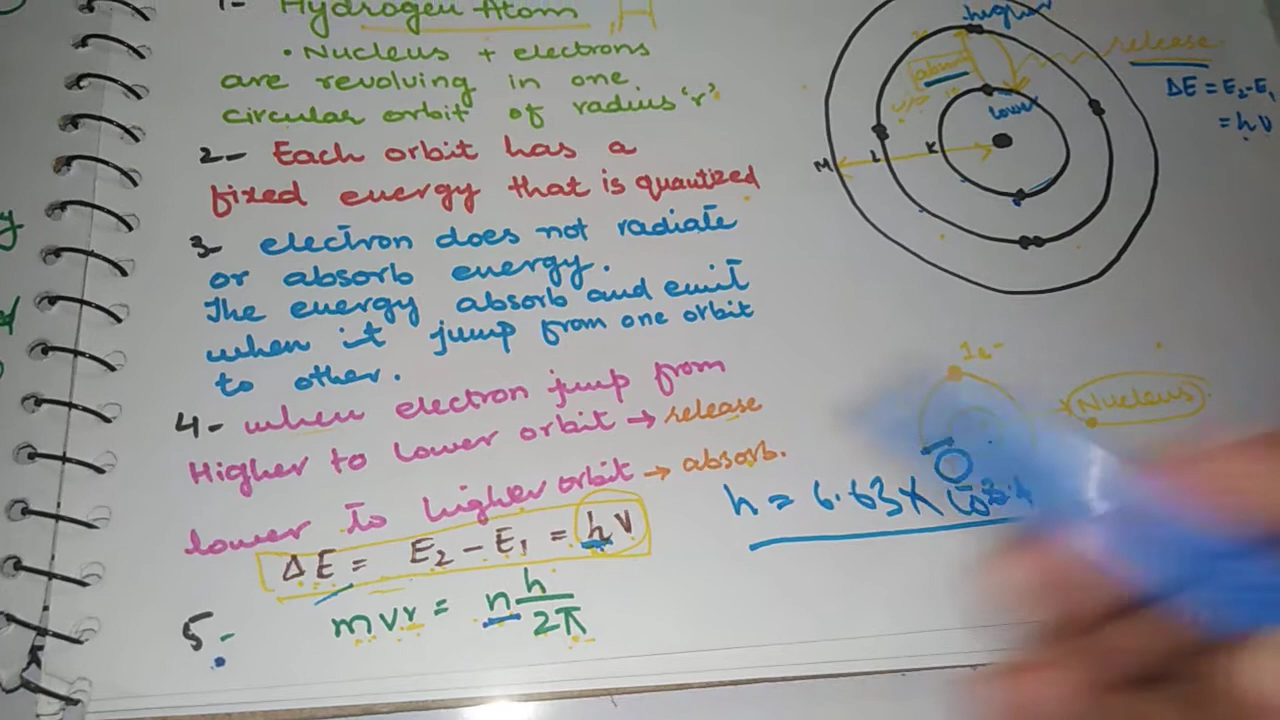 1- Hydrogen Atom H
• Nucleus + electrons
are revolving in one
circular orbit of radius 'r'
2- Each orbit has a
fixed energy that is quantized
3- electron does not radiate
or absorb energy.
The energy absorb and emit
when it jump from one orbit
to other.
4- when electron jump from
Higher to Lower orbit → release
lower to higher orbit → absorb.
ΔE = E₂ - E₁ = hν
5- mvr = nh/2π
higher
release
absorb
lower
ΔE = E₂-E₁
= hν
M L K
1e⁻
Nucleus
h = 6.63 X 10